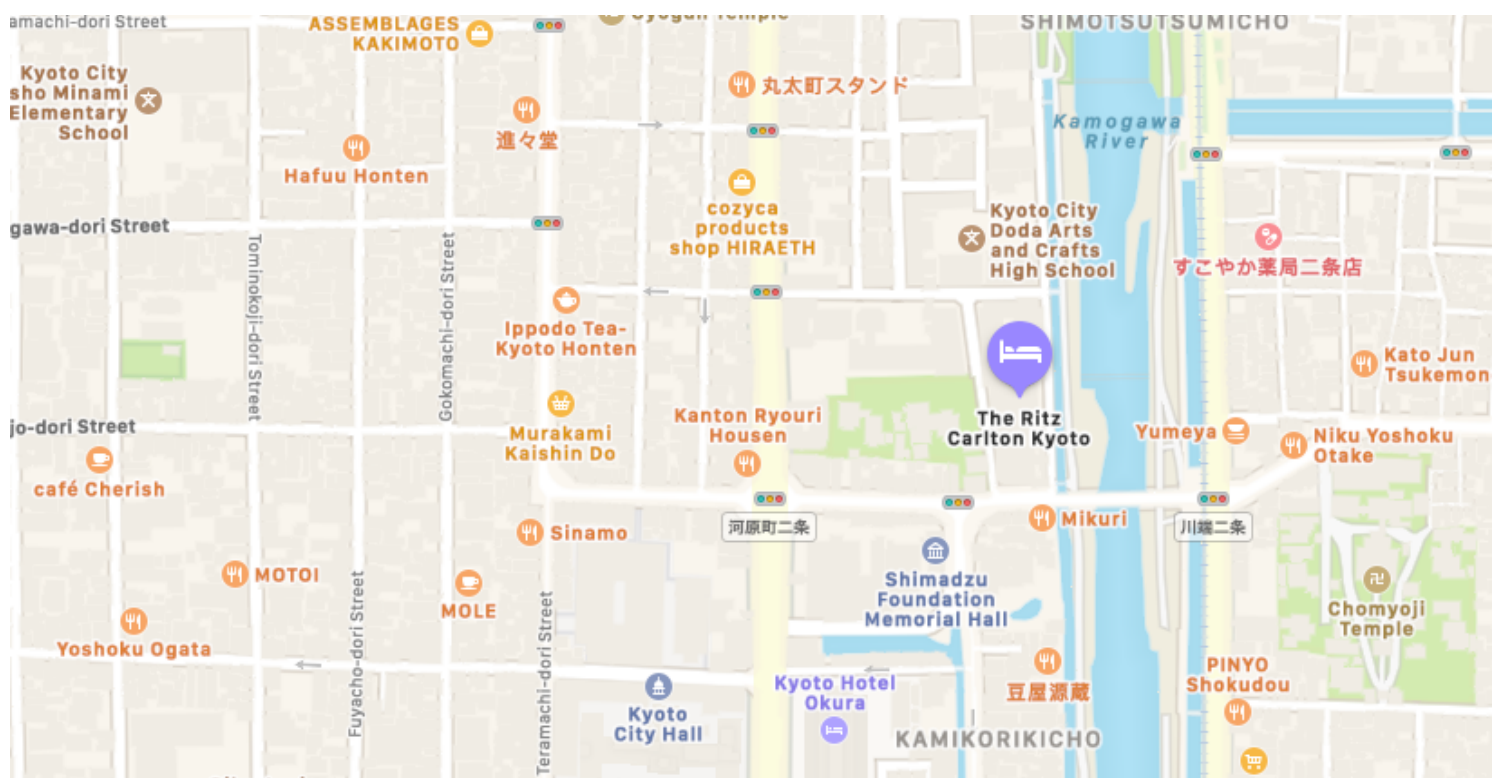 amachi-dori Street
ASSEMBLAGES
KAKIMOTO
SHIMOTSUTSUMICHO
Kyoto City
sho Minami
Elementary
School
丸太町スタンド
進々堂
Kamogawa
River
Hafuu Honten
cozyca
products
shop HIRAETH
Kyoto City
Doda Arts
and Crafts
High School
gawa-dori Street
Tominokoji-dori Street
Gokomachi-dori Street
すこやか薬局二条店
Ippodo Tea-
Kyoto Honten
Kato Jun
Tsukemon
The Ritz
Carlton Kyoto
Kanton Ryouri
Housen
jo-dori Street
Murakami
Kaishin Do
Yumeya
Niku Yoshoku
Otake
café Cherish
Sinamo
河原町二条
Mikuri
川端二条
MOTOI
MOLE
Shimadzu
Foundation
Memorial Hall
卍
Chomyoji
Temple
Yoshoku Ogata
Fuyacho-dori Street
Teramachi-dori Street
Kyoto
City Hall
Kyoto Hotel
Okura
豆屋源蔵
PINYO
Shokudou
KAMIKORIKICHO